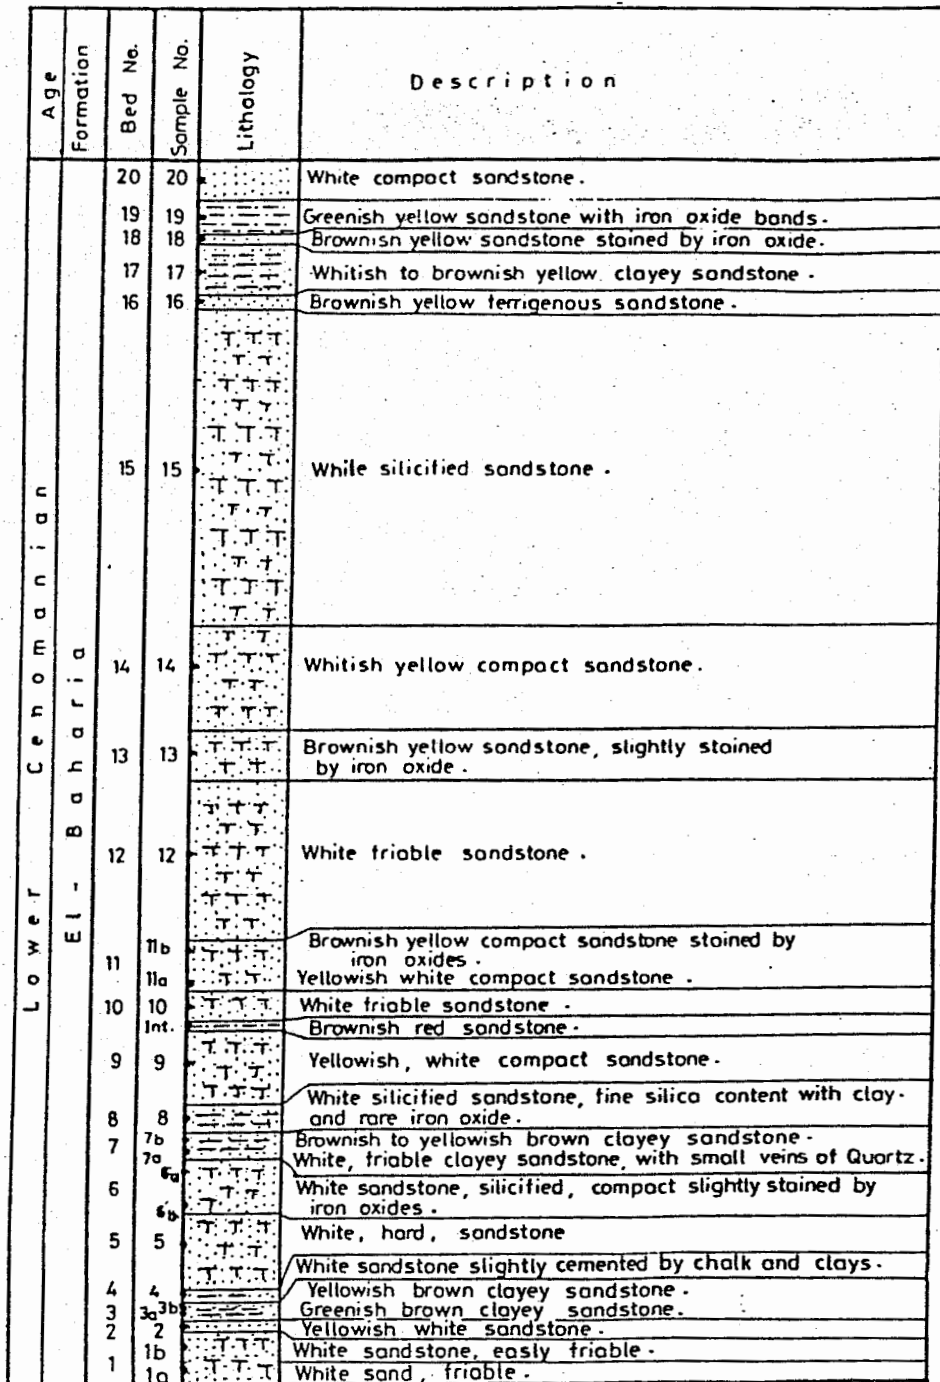 Age
Formation
Bed No.
Sample No.
Lithology
Description
Lower Cenomanian
El - Baharia
20 20 White compact sandstone.
19 19 Greenish yellow sandstone with iron oxide bands.
18 18 Brownish yellow sandstone stained by iron oxide.
17 17 Whitish to brownish yellow clayey sandstone.
16 16 Brownish yellow ferrigenous sandstone.
15 15 While silicified sandstone.
14 14 Whitish yellow compact sandstone.
13 13 Brownish yellow sandstone, slightly stained
by iron oxide.
12 12 White friable sandstone.
11 11b Brownish yellow compact sandstone stained by
iron oxides.
11a Yellowish white compact sandstone.
10 10 White friable sandstone.
Int. Brownish red sandstone.
9 9 Yellowish, white compact sandstone.
8 8 White silicified sandstone, fine silica content with clay.
and rare iron oxide.
7 7b Brownish to yellowish brown clayey sandstone.
7a White, friable clayey sandstone, with small veins of Quartz.
6 6a White sandstone, silicified, compact slightly stained by
6b iron oxides.
5 5 White, hard, sandstone
White sandstone slightly cemented by chalk and clays.
4 4 Yellowish brown clayey sandstone.
3 3a 3b Greenish brown clayey sandstone.
2 2 Yellowish white sandstone.
1 1b White sandstone, easly friable.
1a White sand, friable.